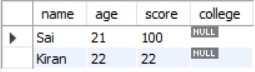 name age score college
Sai 21 100 NULL
Kiran 22 22 NULL